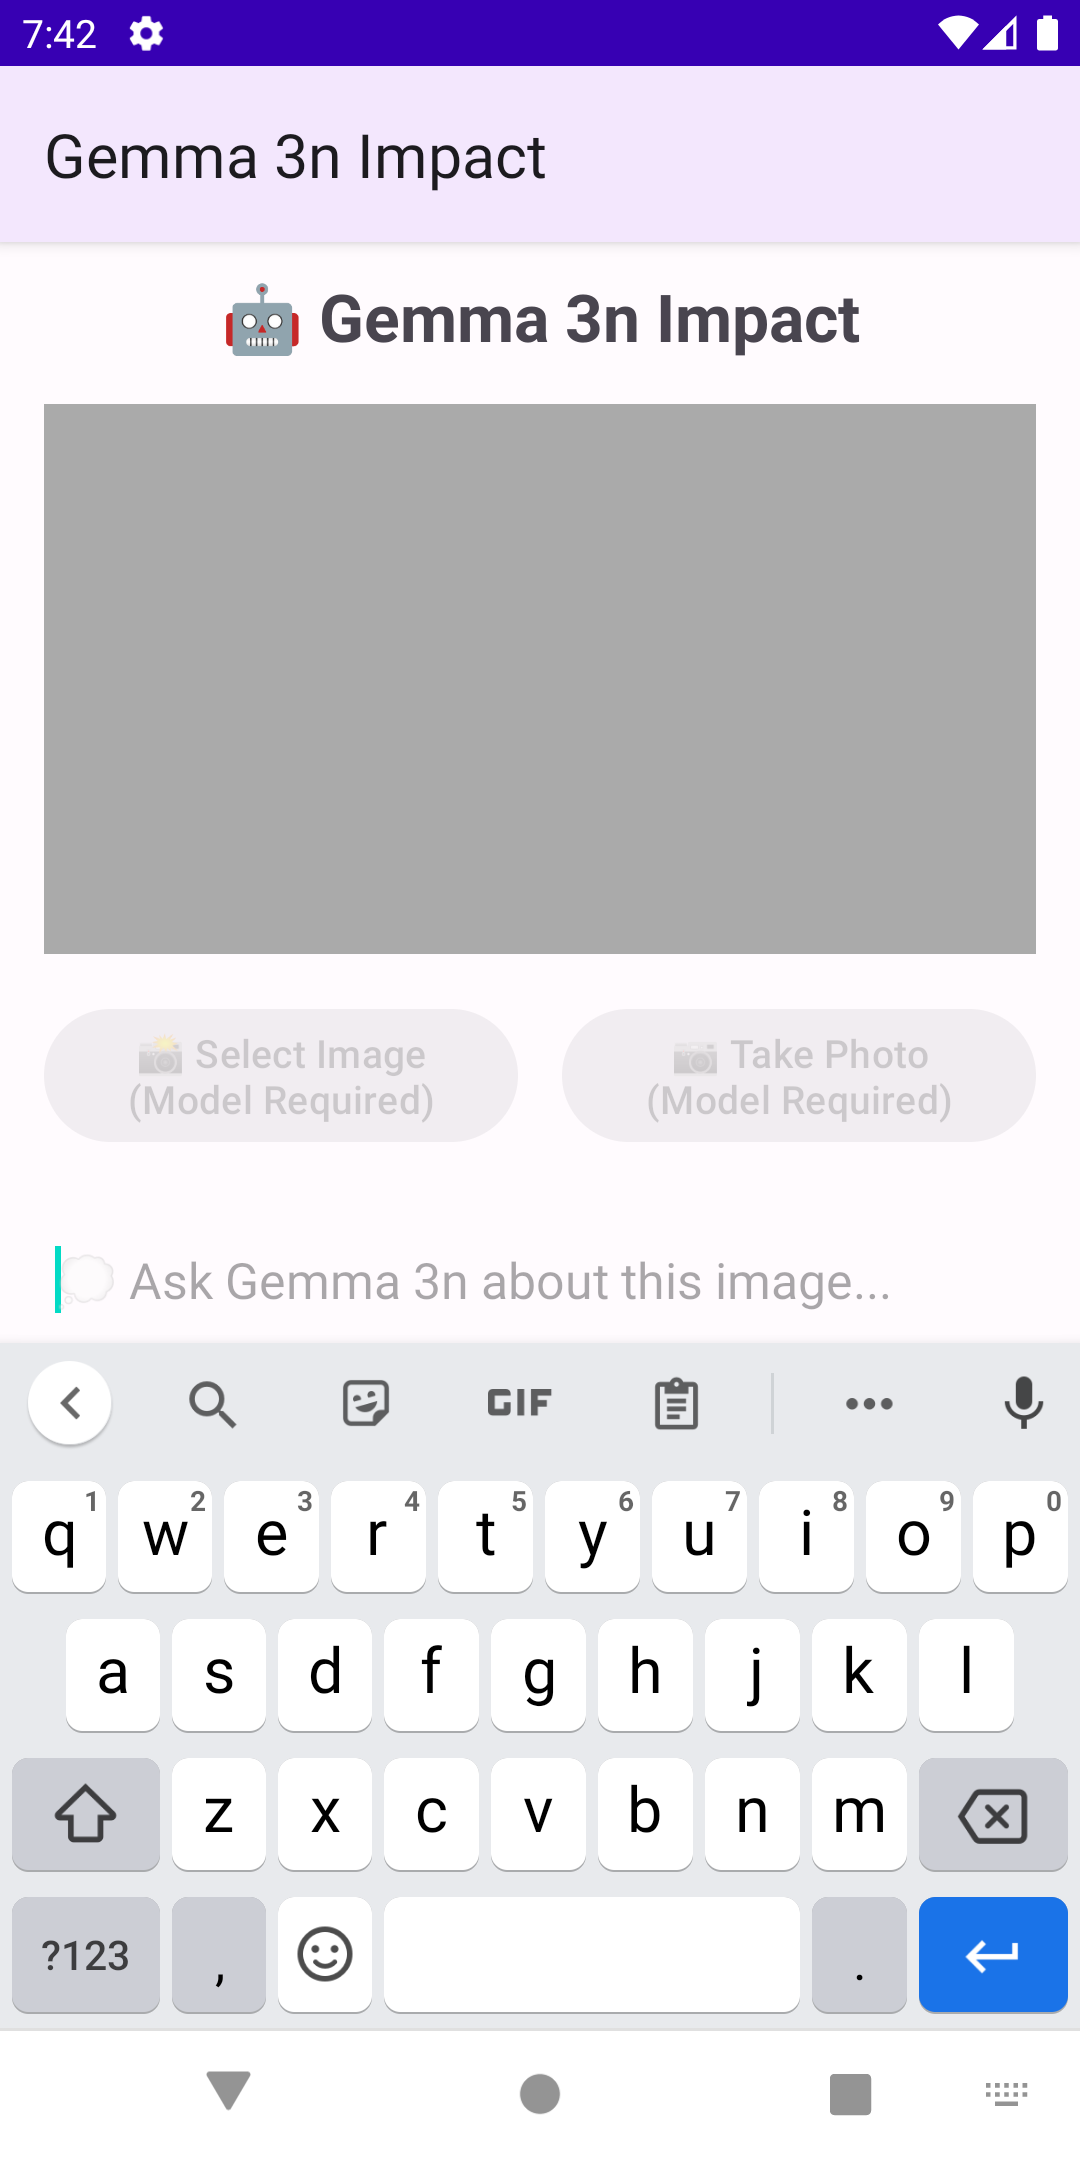 7:42
Gemma 3n Impact
🤖 Gemma 3n Impact
📸 Select Image
(Model Required)
📷 Take Photo
(Model Required)
💭 Ask Gemma 3n about this image...
GIF
q 1 w 2 e 3 r 4 t 5 y 6 u 7 i 8 o 9 p 0
a s d f g h j k l
z x c v b n m
?123 , .